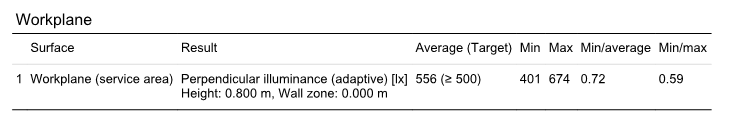 Workplane
Surface Result Average (Target) Min Max Min/average Min/max
1 Workplane (service area) Perpendicular illuminance (adaptive) [lx] 556 (≥ 500) 401 674 0.72 0.59
Height: 0.800 m, Wall zone: 0.000 m